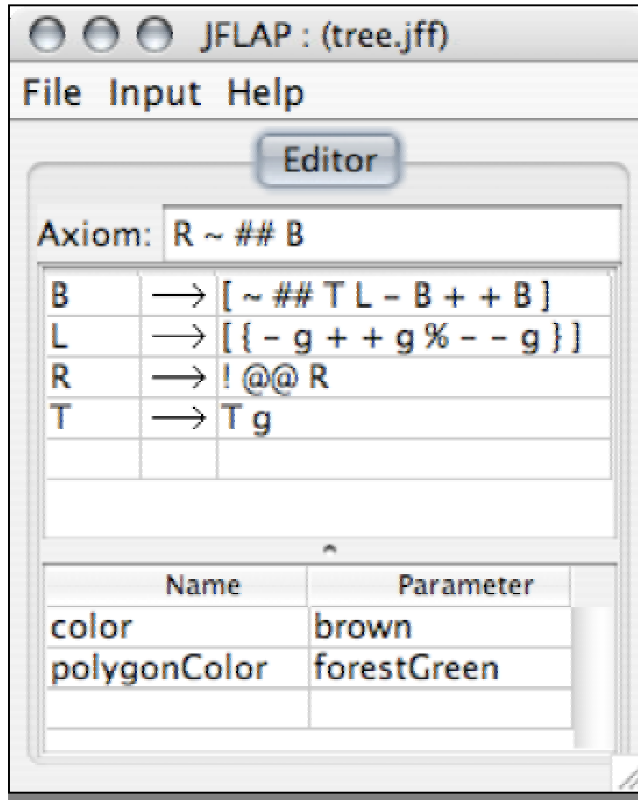 JFLAP : (tree.jff)
File Input Help
Editor
Axiom: R ~ ## B
B → [ ~ ## T L - B + + B ]
L → [ { - g + + g % - - g } ]
R → ! @@ R
T → T g
Name Parameter
color brown
polygonColor forestGreen